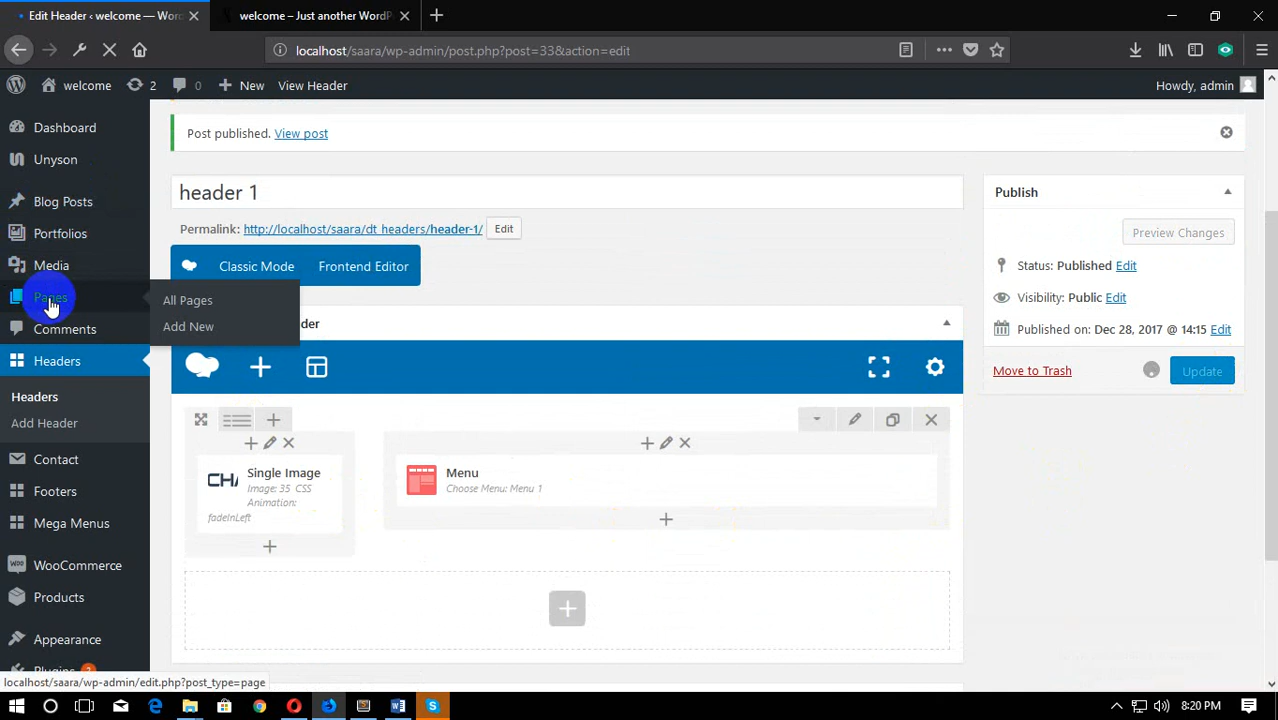 Edit Header ‹ welcome — Wor
welcome – Just another WordP
localhost/saara/wp-admin/post.php?post=33&action=edit
welcome
2
0
New
View Header
Howdy, admin
Dashboard
Unyson
Blog Posts
Portfolios
Media
Pages
All Pages
Add New
Comments
Headers
Headers
Add Header
Contact
Footers
Mega Menus
WooCommerce
Products
Appearance
Plugins
Post published. View post
header 1
Permalink: http://localhost/saara/dt_headers/header-1/
Edit
Classic Mode
Frontend Editor
Single Image
Image: 35 CSS
Animation:
fadeInLeft
Menu
Choose Menu: Menu 1
Publish
Preview Changes
Status: Published Edit
Visibility: Public Edit
Published on: Dec 28, 2017 @ 14:15 Edit
Move to Trash
Update
localhost/saara/wp-admin/edit.php?post_type=page
8:20 PM